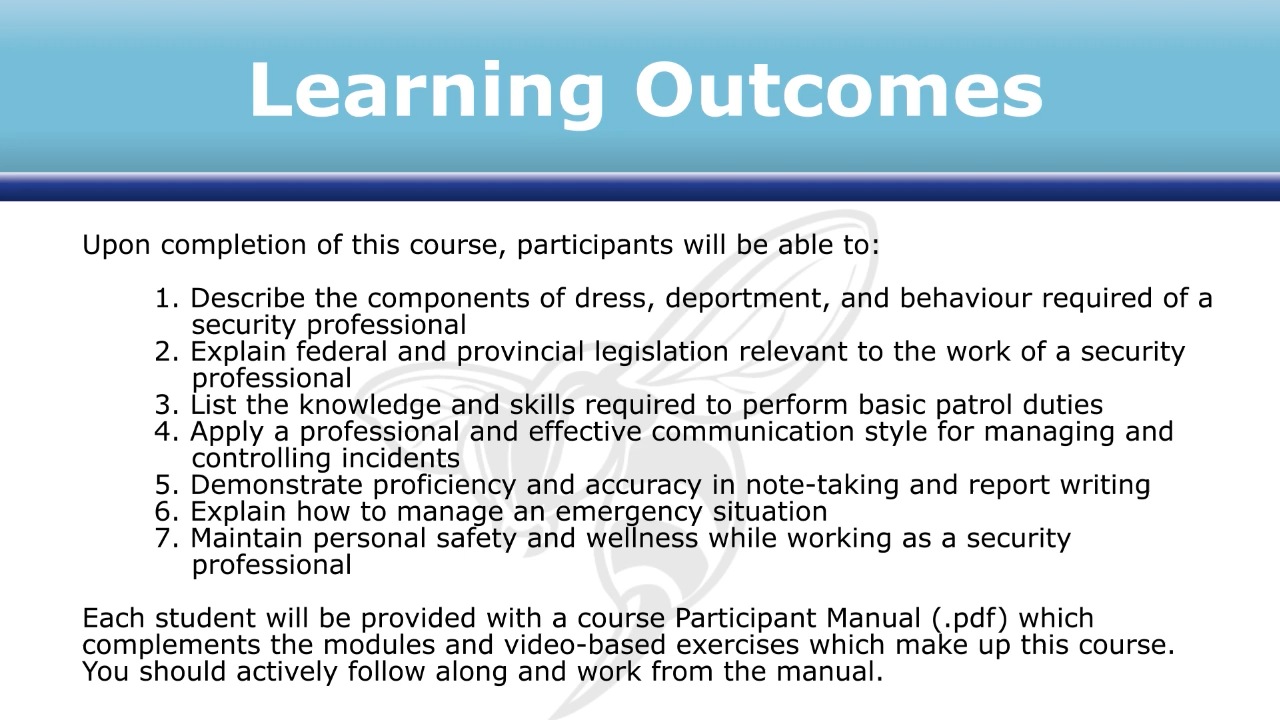 Learning Outcomes
Upon completion of this course, participants will be able to:
1. Describe the components of dress, deportment, and behaviour required of a
security professional
2. Explain federal and provincial legislation relevant to the work of a security
professional
3. List the knowledge and skills required to perform basic patrol duties
4. Apply a professional and effective communication style for managing and
controlling incidents
5. Demonstrate proficiency and accuracy in note-taking and report writing
6. Explain how to manage an emergency situation
7. Maintain personal safety and wellness while working as a security
professional
Each student will be provided with a course Participant Manual (.pdf) which
complements the modules and video-based exercises which make up this course.
You should actively follow along and work from the manual.